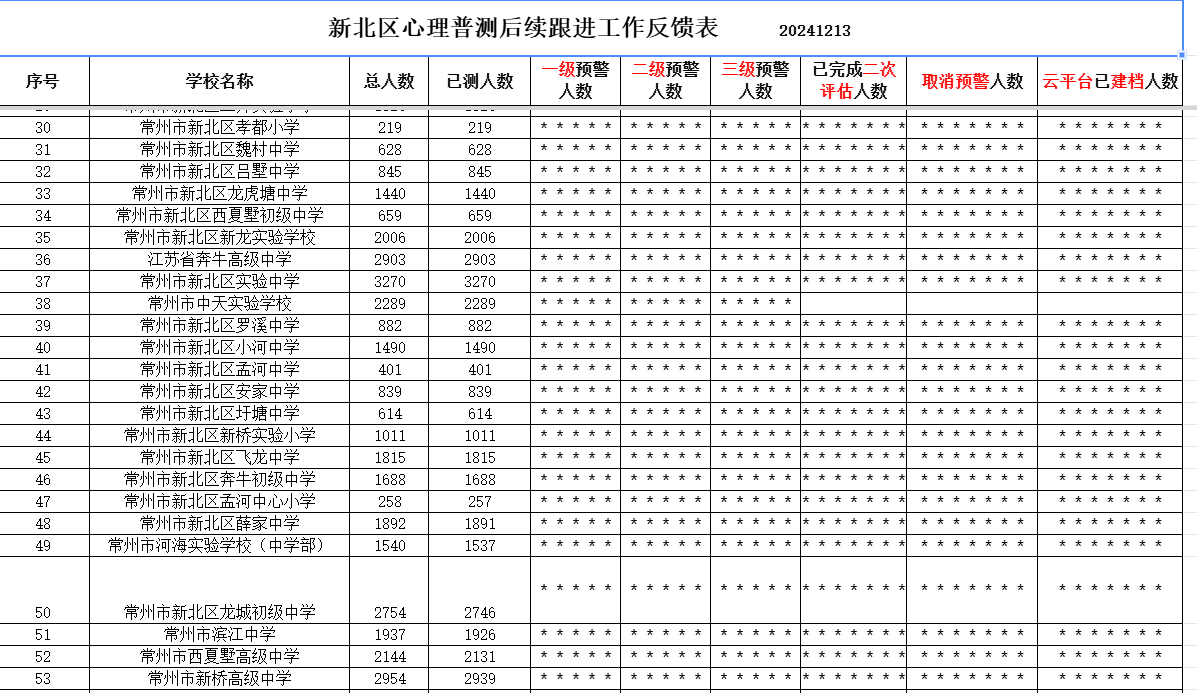 新北区心理普测后续跟进工作反馈表 20241213
序号 学校名称 总人数 已测人数 一级预警人数 二级预警人数 三级预警人数 已完成二次评估人数 取消预警人数 云平台已建档人数
30 常州市新北区孝都小学 219 219 ***** ***** ***** ******* ******* *******
31 常州市新北区魏村中学 628 628 ***** ***** ***** ******* ******* *******
32 常州市新北区吕墅中学 845 845 ***** ***** ***** ******* ******* *******
33 常州市新北区龙虎塘中学 1440 1440 ***** ***** ***** ******* ******* *******
34 常州市新北区西夏墅初级中学 659 659 ***** ***** ***** ******* ******* *******
35 常州市新北区新龙实验学校 2006 2006 ***** ***** ***** ******* ******* *******
36 江苏省奔牛高级中学 2903 2903 ***** ***** ***** ******* ******* *******
37 常州市新北区实验中学 3270 3270 ***** ***** ***** ******* ******* *******
38 常州市中天实验学校 2289 2289 ***** ***** *****
39 常州市新北区罗溪中学 882 882 ***** ***** ***** ******* ******* *******
40 常州市新北区小河中学 1490 1490 ***** ***** ***** ******* ******* *******
41 常州市新北区孟河中学 401 401 ***** ***** ***** ******* ******* *******
42 常州市新北区安家中学 839 839 ***** ***** ***** ******* ******* *******
43 常州市新北区圩塘中学 614 614 ***** ***** ***** ******* ******* *******
44 常州市新北区新桥实验小学 1011 1011 ***** ***** ***** ******* ******* *******
45 常州市新北区飞龙中学 1815 1815 ***** ***** ***** ******* ******* *******
46 常州市新北区奔牛初级中学 1688 1688 ***** ***** ***** ******* ******* *******
47 常州市新北区孟河中心小学 258 257 ***** ***** ***** ******* ******* *******
48 常州市新北区薛家中学 1892 1891 ***** ***** ***** ******* ******* *******
49 常州市河海实验学校（中学部） 1540 1537 ***** ***** ***** ******* ******* *******
50 常州市新北区龙城初级中学 2754 2746 ***** ***** ***** ******* ******* *******
51 常州市滨江中学 1937 1926 ***** ***** ***** ******* ******* *******
52 常州市西夏墅高级中学 2144 2131 ***** ***** ***** ******* ******* *******
53 常州市新桥高级中学 2954 2939 ***** ***** ***** ******* ******* *******